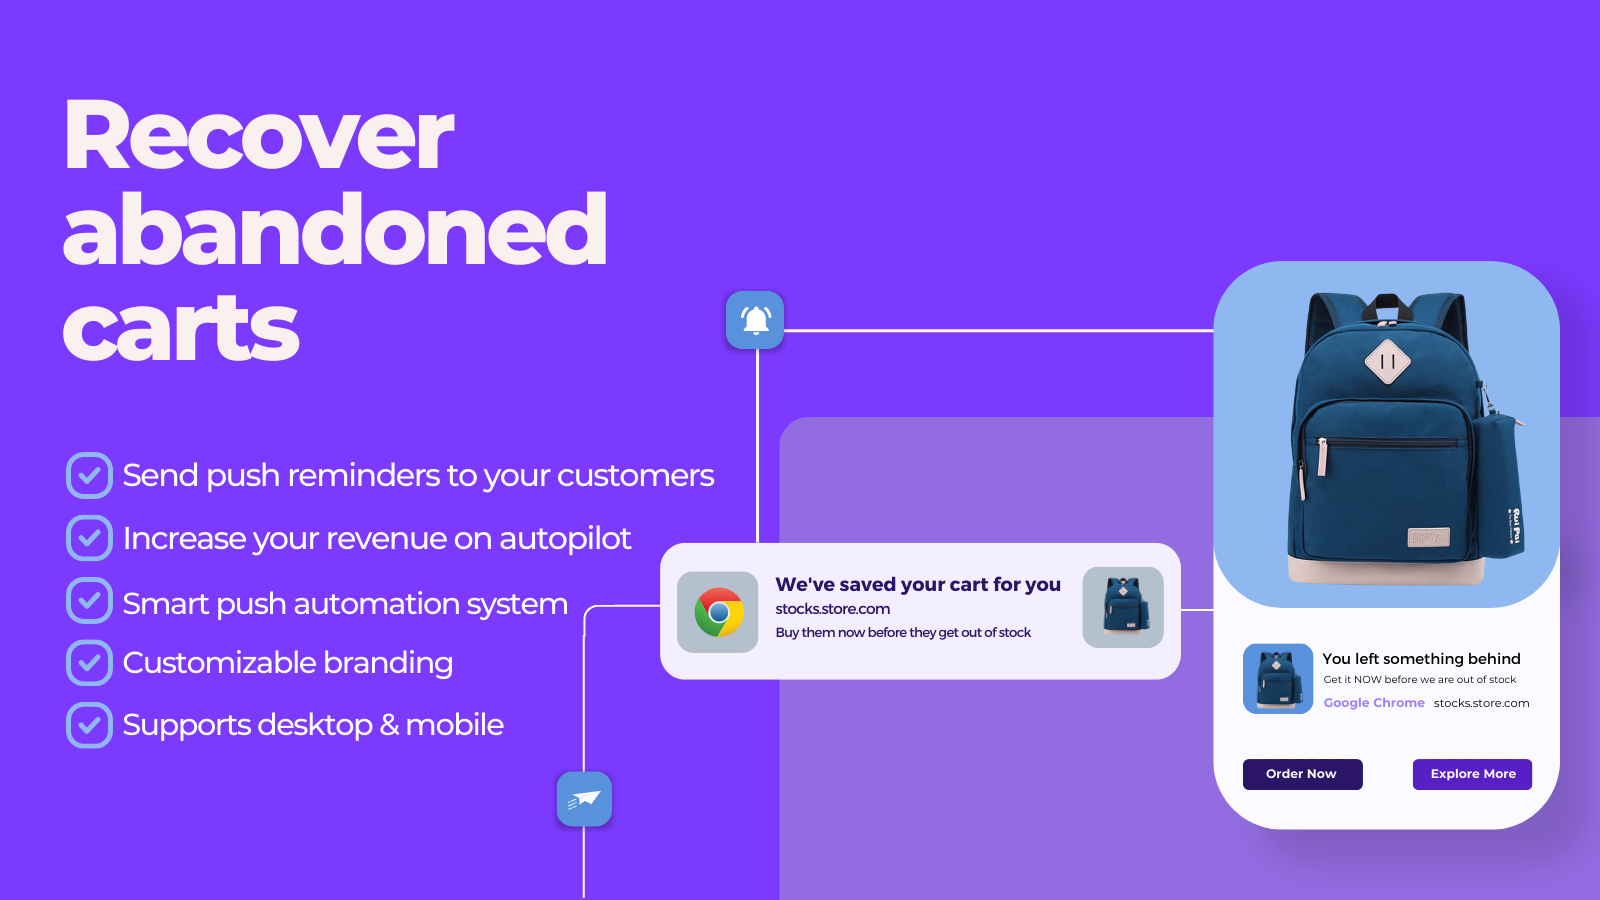 Recover
abandoned
carts
Send push reminders to your customers
Increase your revenue on autopilot
Smart push automation system
Customizable branding
Supports desktop & mobile
We've saved your cart for you
stocks.store.com
Buy them now before they get out of stock
Rui Pai
You left something behind
Get it NOW before we are out of stock
Google Chrome stocks.store.com
Order Now
Explore More